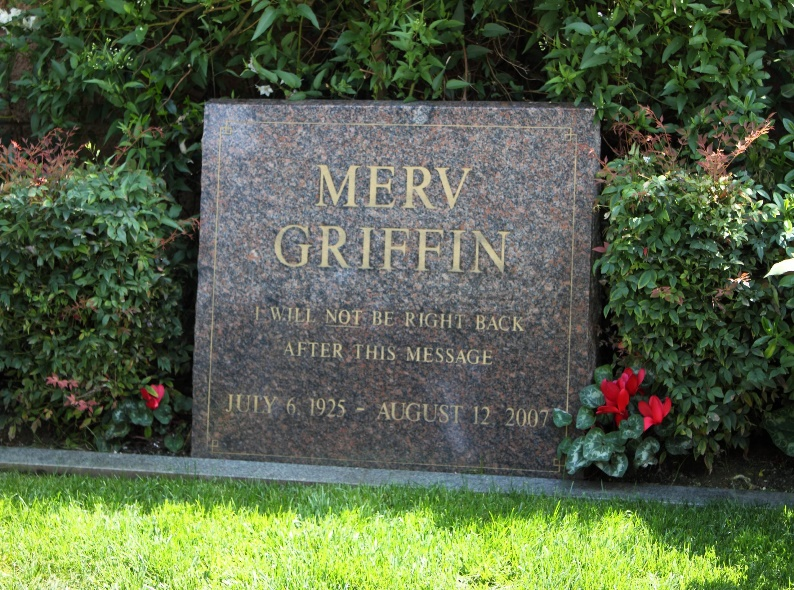 MERV
GRIFFIN
I WILL NOT BE RIGHT BACK
AFTER THIS MESSAGE
JULY 6, 1925 - AUGUST 12, 2007